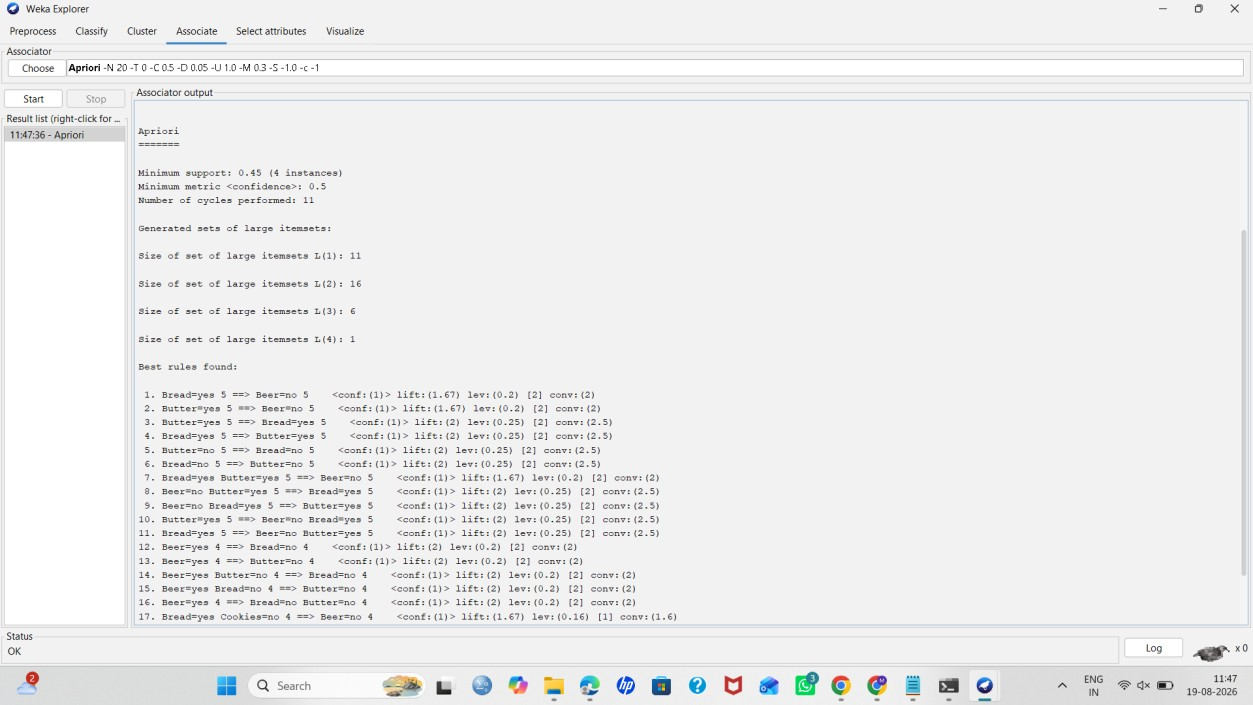 Weka Explorer
Preprocess Classify Cluster Associate Select attributes Visualize
Associator
Choose Apriori -N 20 -T 0 -C 0.5 -D 0.05 -U 1.0 -M 0.3 -S -1.0 -c -1
Start Stop
Result list (right-click for ...
11:47:36 - Apriori
Associator output
Apriori
=======
Minimum support: 0.45 (4 instances)
Minimum metric <confidence>: 0.5
Number of cycles performed: 11
Generated sets of large itemsets:
Size of set of large itemsets L(1): 11
Size of set of large itemsets L(2): 16
Size of set of large itemsets L(3): 6
Size of set of large itemsets L(4): 1
Best rules found:
1. Bread=yes 5 ==> Beer=no 5 <conf:(1)> lift:(1.67) lev:(0.2) [2] conv:(2)
2. Butter=yes 5 ==> Beer=no 5 <conf:(1)> lift:(1.67) lev:(0.2) [2] conv:(2)
3. Butter=yes 5 ==> Bread=yes 5 <conf:(1)> lift:(2) lev:(0.25) [2] conv:(2.5)
4. Bread=yes 5 ==> Butter=yes 5 <conf:(1)> lift:(2) lev:(0.25) [2] conv:(2.5)
5. Butter=no 5 ==> Bread=no 5 <conf:(1)> lift:(2) lev:(0.25) [2] conv:(2.5)
6. Bread=no 5 ==> Butter=no 5 <conf:(1)> lift:(2) lev:(0.25) [2] conv:(2.5)
7. Bread=yes Butter=yes 5 ==> Beer=no 5 <conf:(1)> lift:(1.67) lev:(0.2) [2] conv:(2)
8. Beer=no Butter=yes 5 ==> Bread=yes 5 <conf:(1)> lift:(2) lev:(0.25) [2] conv:(2.5)
9. Beer=no Bread=yes 5 ==> Butter=yes 5 <conf:(1)> lift:(2) lev:(0.25) [2] conv:(2.5)
10. Butter=yes 5 ==> Beer=no Bread=yes 5 <conf:(1)> lift:(2) lev:(0.25) [2] conv:(2.5)
11. Bread=yes 5 ==> Beer=no Butter=yes 5 <conf:(1)> lift:(2) lev:(0.25) [2] conv:(2.5)
12. Beer=yes 4 ==> Bread=no 4 <conf:(1)> lift:(2) lev:(0.2) [2] conv:(2)
13. Beer=yes 4 ==> Butter=no 4 <conf:(1)> lift:(2) lev:(0.2) [2] conv:(2)
14. Beer=yes Butter=no 4 ==> Bread=no 4 <conf:(1)> lift:(2) lev:(0.2) [2] conv:(2)
15. Beer=yes Bread=no 4 ==> Butter=no 4 <conf:(1)> lift:(2) lev:(0.2) [2] conv:(2)
16. Beer=yes 4 ==> Bread=no Butter=no 4 <conf:(1)> lift:(2) lev:(0.2) [2] conv:(2)
17. Bread=yes Cookies=no 4 ==> Beer=no 4 <conf:(1)> lift:(1.67) lev:(0.16) [1] conv:(1.6)
Status
OK
Log
x 0
2
Search
hp
3
M
ENG
IN
11:47
19-08-2026